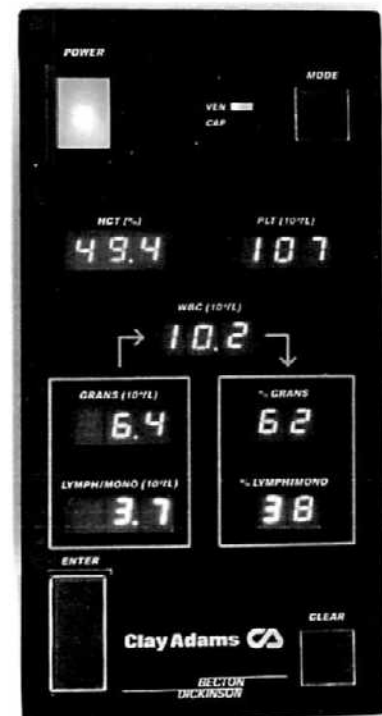 POWER
MODE
VEN
CAP
HCT (%) PLT (10⁹/L)
49.4 107
WBC (10⁹/L)
10.2
GRANS (10⁹/L) % GRANS
6.4 62
LYMPH/MONO (10⁹/L) % LYMPH/MONO
3.7 38
ENTER
CLEAR
Clay Adams
BECTON
DICKINSON